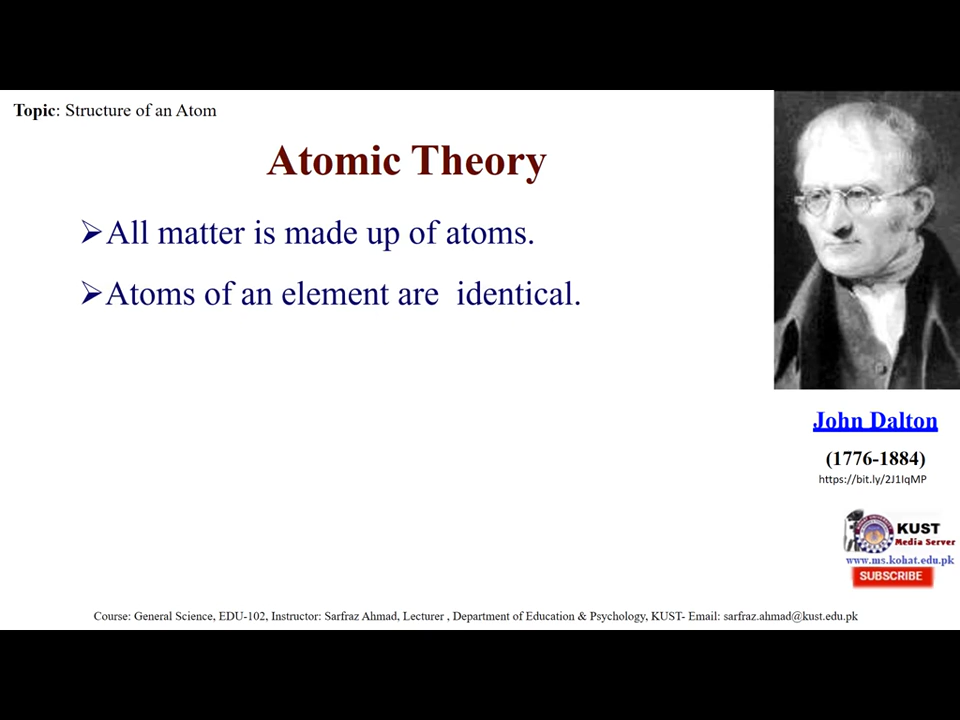 Topic: Structure of an Atom
Atomic Theory
➢All matter is made up of atoms.
➢Atoms of an element are identical.
John Dalton
(1776-1884)
https://bit.ly/2J1IqMP
KUST
Media Server
www.ms.kohat.edu.pk
SUBSCRIBE
Course: General Science, EDU-102, Instructor: Sarfraz Ahmad, Lecturer , Department of Education & Psychology, KUST- Email: sarfraz.ahmad@kust.edu.pk